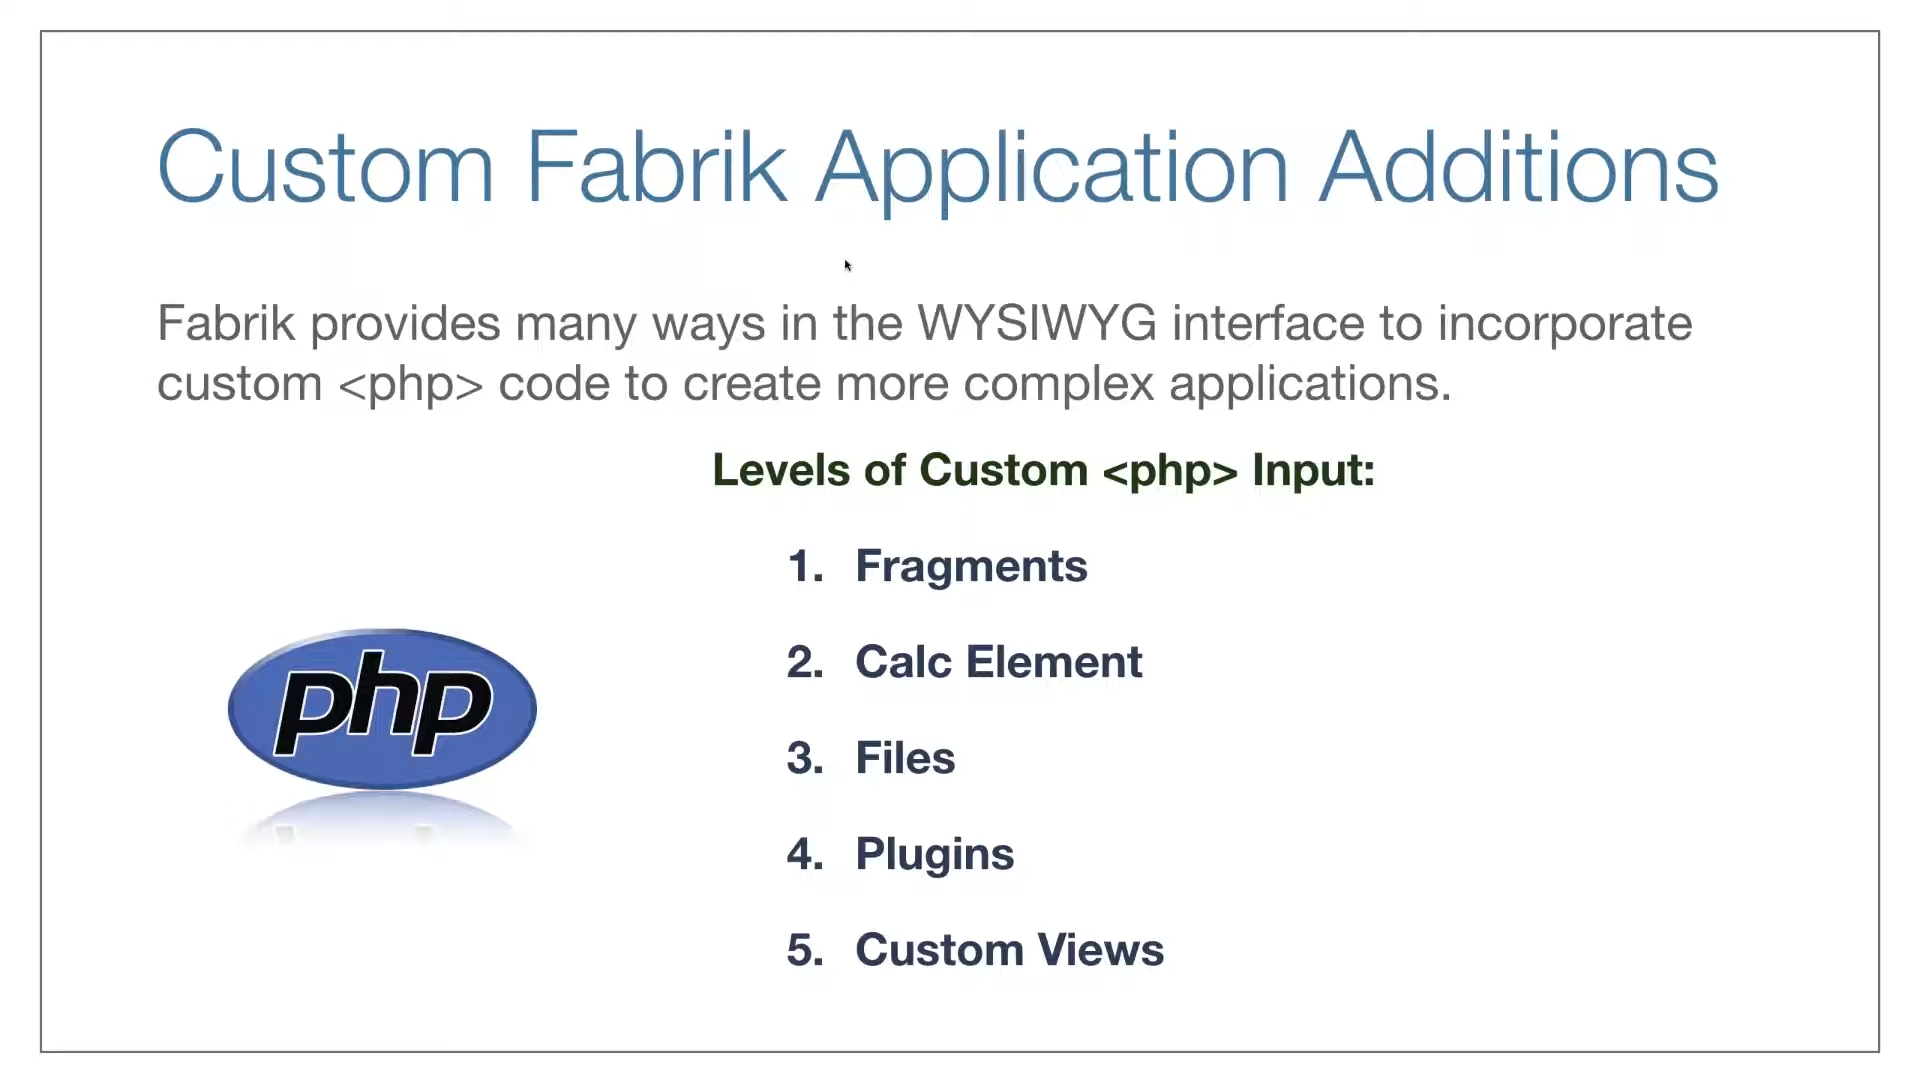 Custom Fabrik Application Additions
Fabrik provides many ways in the WYSIWYG interface to incorporate
custom <php> code to create more complex applications.
Levels of Custom <php> Input:
1. Fragments
2. Calc Element
php
3. Files
4. Plugins
5. Custom Views